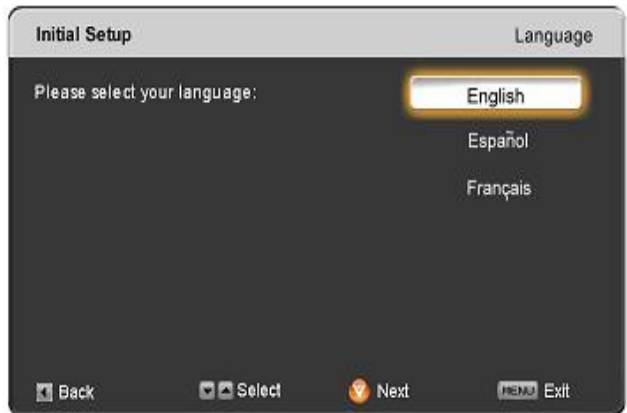 Initial Setup Language
Please select your language: English
Español
Français
Back Select Next MENU Exit